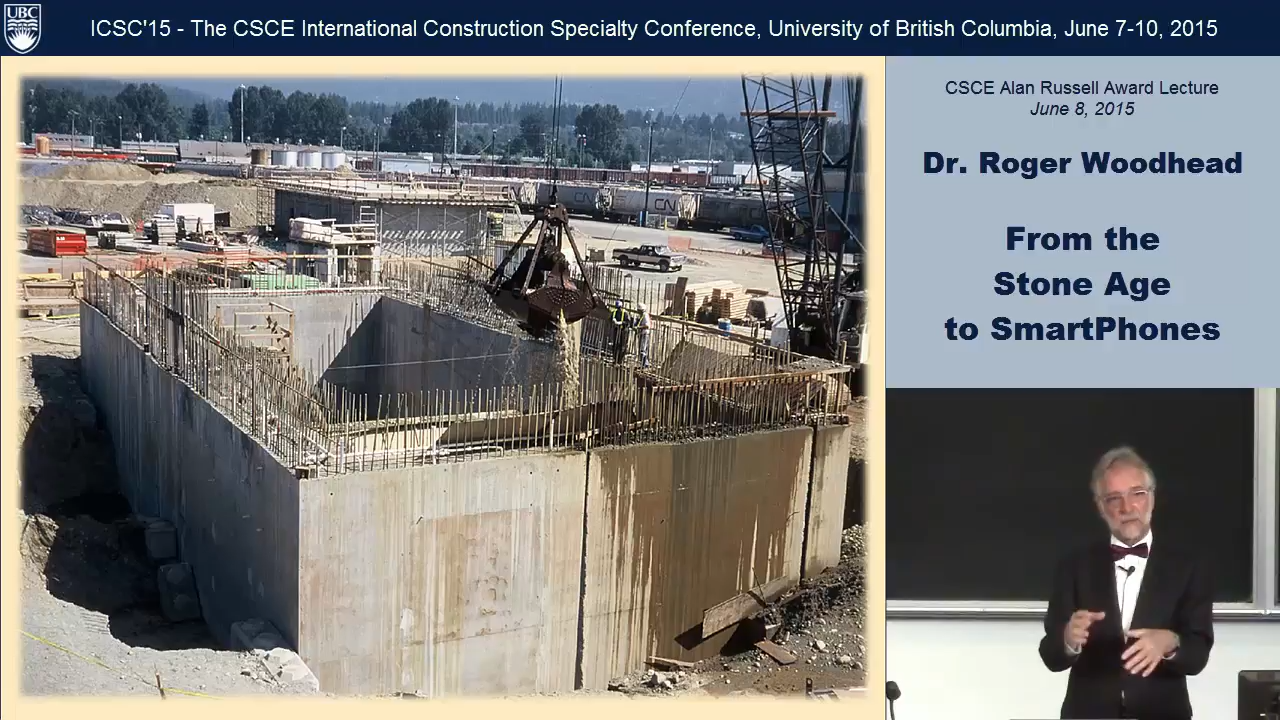 UBC
ICSC'15 - The CSCE International Construction Specialty Conference, University of British Columbia, June 7-10, 2015
CSCE Alan Russell Award Lecture
June 8, 2015
Dr. Roger Woodhead
From the
Stone Age
to SmartPhones
CN